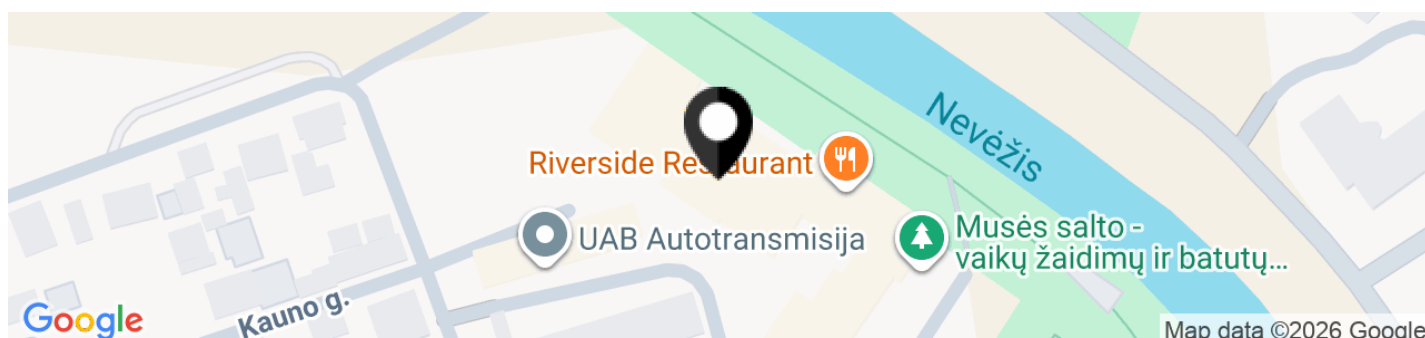 Nevėžis
Riverside Restaurant
UAB Autotransmisija
Musės salto -
vaikų žaidimų ir batutų...
Kauno g.
Google
Map data ©2026 Google